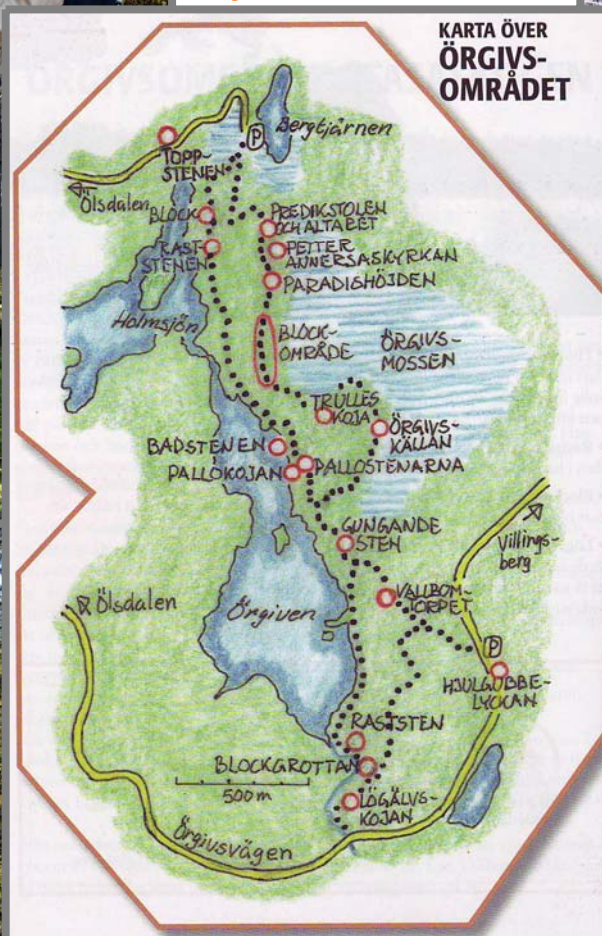 KARTA ÖVER
ÖRGIVS-
OMRÅDET
P
Bergtjärnen
TOPP-
STENEN
Ölsdalen
BLOCK
PREDIKSTOLEN
OCH ALTARET
RAST-
STENEN
PETTER
ANNERSASKYRKAN
PARADISHÖJDEN
Holmsjön
BLOCK-
OMRÅDE
ÖRGIVS-
MOSSEN
TRULLES
KOJA
ÖRGIVS-
KÄLLAN
BADSTENEN
PALLOSTENARNA
PALLÖKOJAN
GUNGANDE
STEN
Villings-
berg
Ölsdalen
VALLBOM-
TORPET
Örgiven
P
HJULGUBBE-
LYCKAN
RASTSTEN
BLOCKGROTTAN
500 m
LÖGÄLVS-
KOJAN
Örgivsvägen